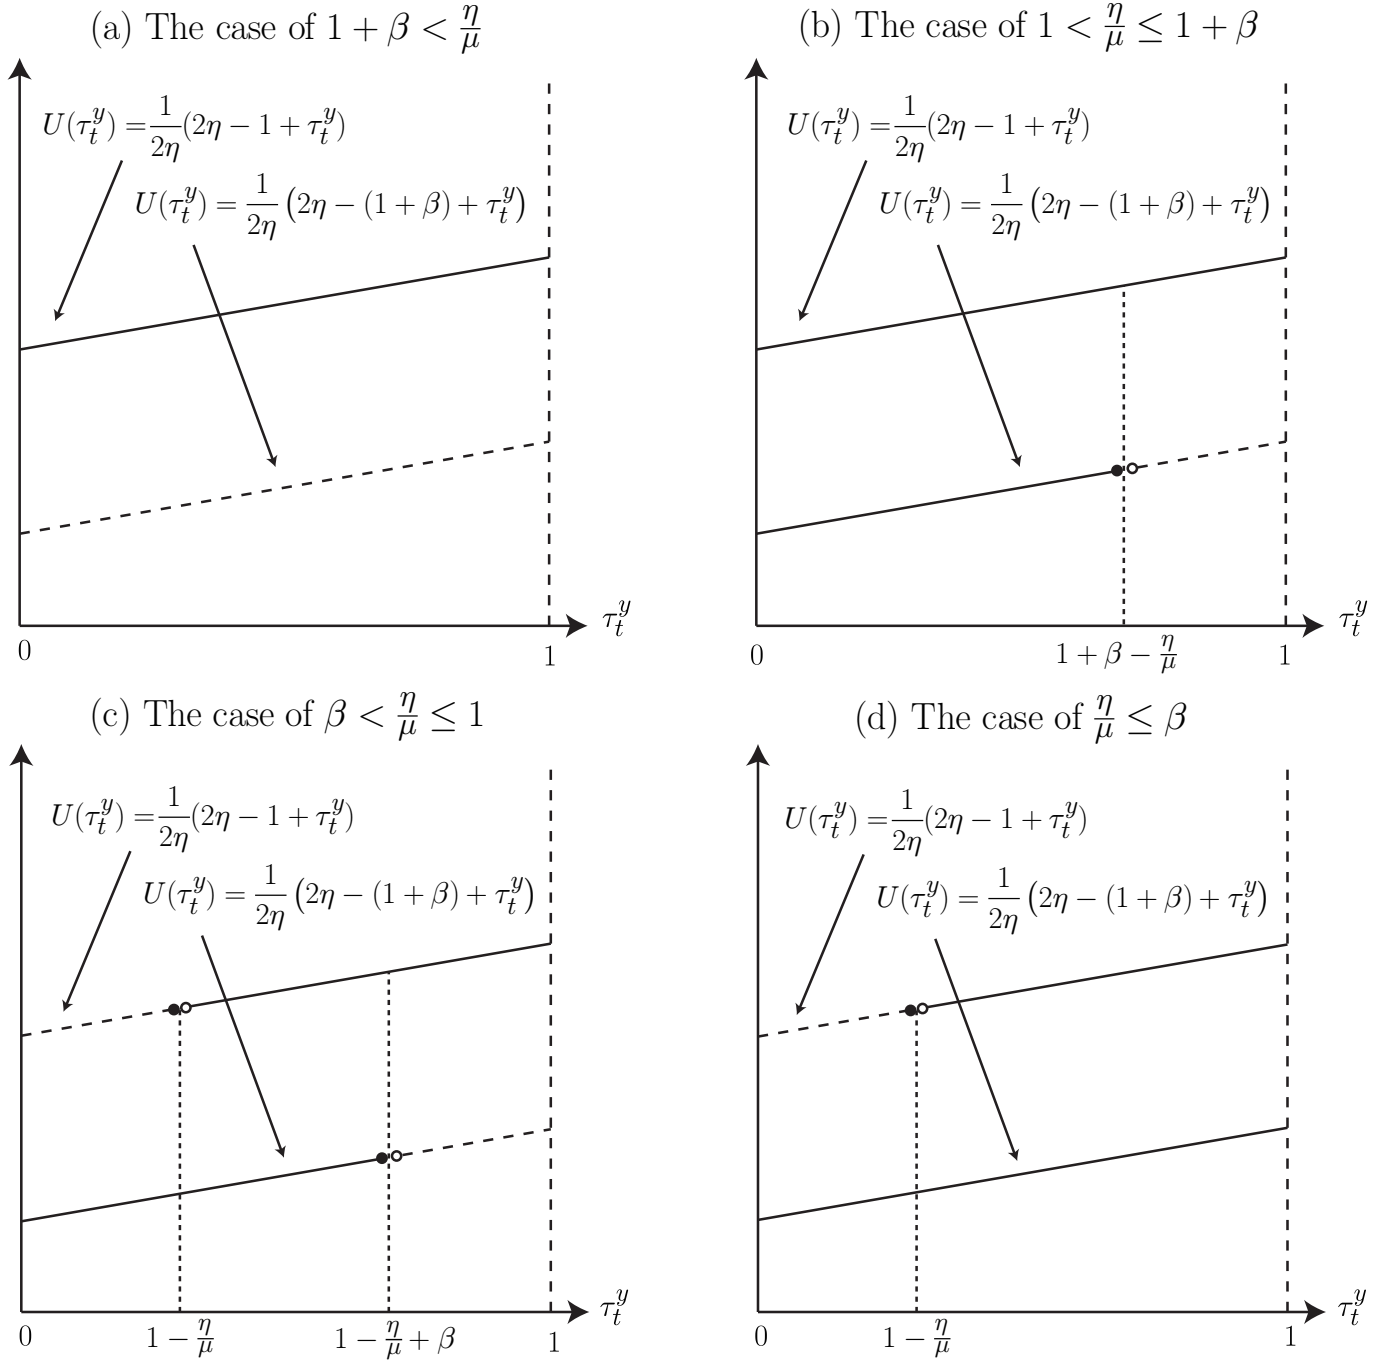 (a) The case of 1 + β < η/μ
U(τ_t^y) = 1/2η (2η − 1 + τ_t^y)
U(τ_t^y) = 1/2η (2η − (1 + β) + τ_t^y)
τ_t^y
0
1
(b) The case of 1 < η/μ ≤ 1 + β
U(τ_t^y) = 1/2η (2η − 1 + τ_t^y)
U(τ_t^y) = 1/2η (2η − (1 + β) + τ_t^y)
τ_t^y
0
1 + β − η/μ
1
(c) The case of β < η/μ ≤ 1
U(τ_t^y) = 1/2η (2η − 1 + τ_t^y)
U(τ_t^y) = 1/2η (2η − (1 + β) + τ_t^y)
τ_t^y
0
1 − η/μ
1 − η/μ + β
1
(d) The case of η/μ ≤ β
U(τ_t^y) = 1/2η (2η − 1 + τ_t^y)
U(τ_t^y) = 1/2η (2η − (1 + β) + τ_t^y)
τ_t^y
0
1 − η/μ
1